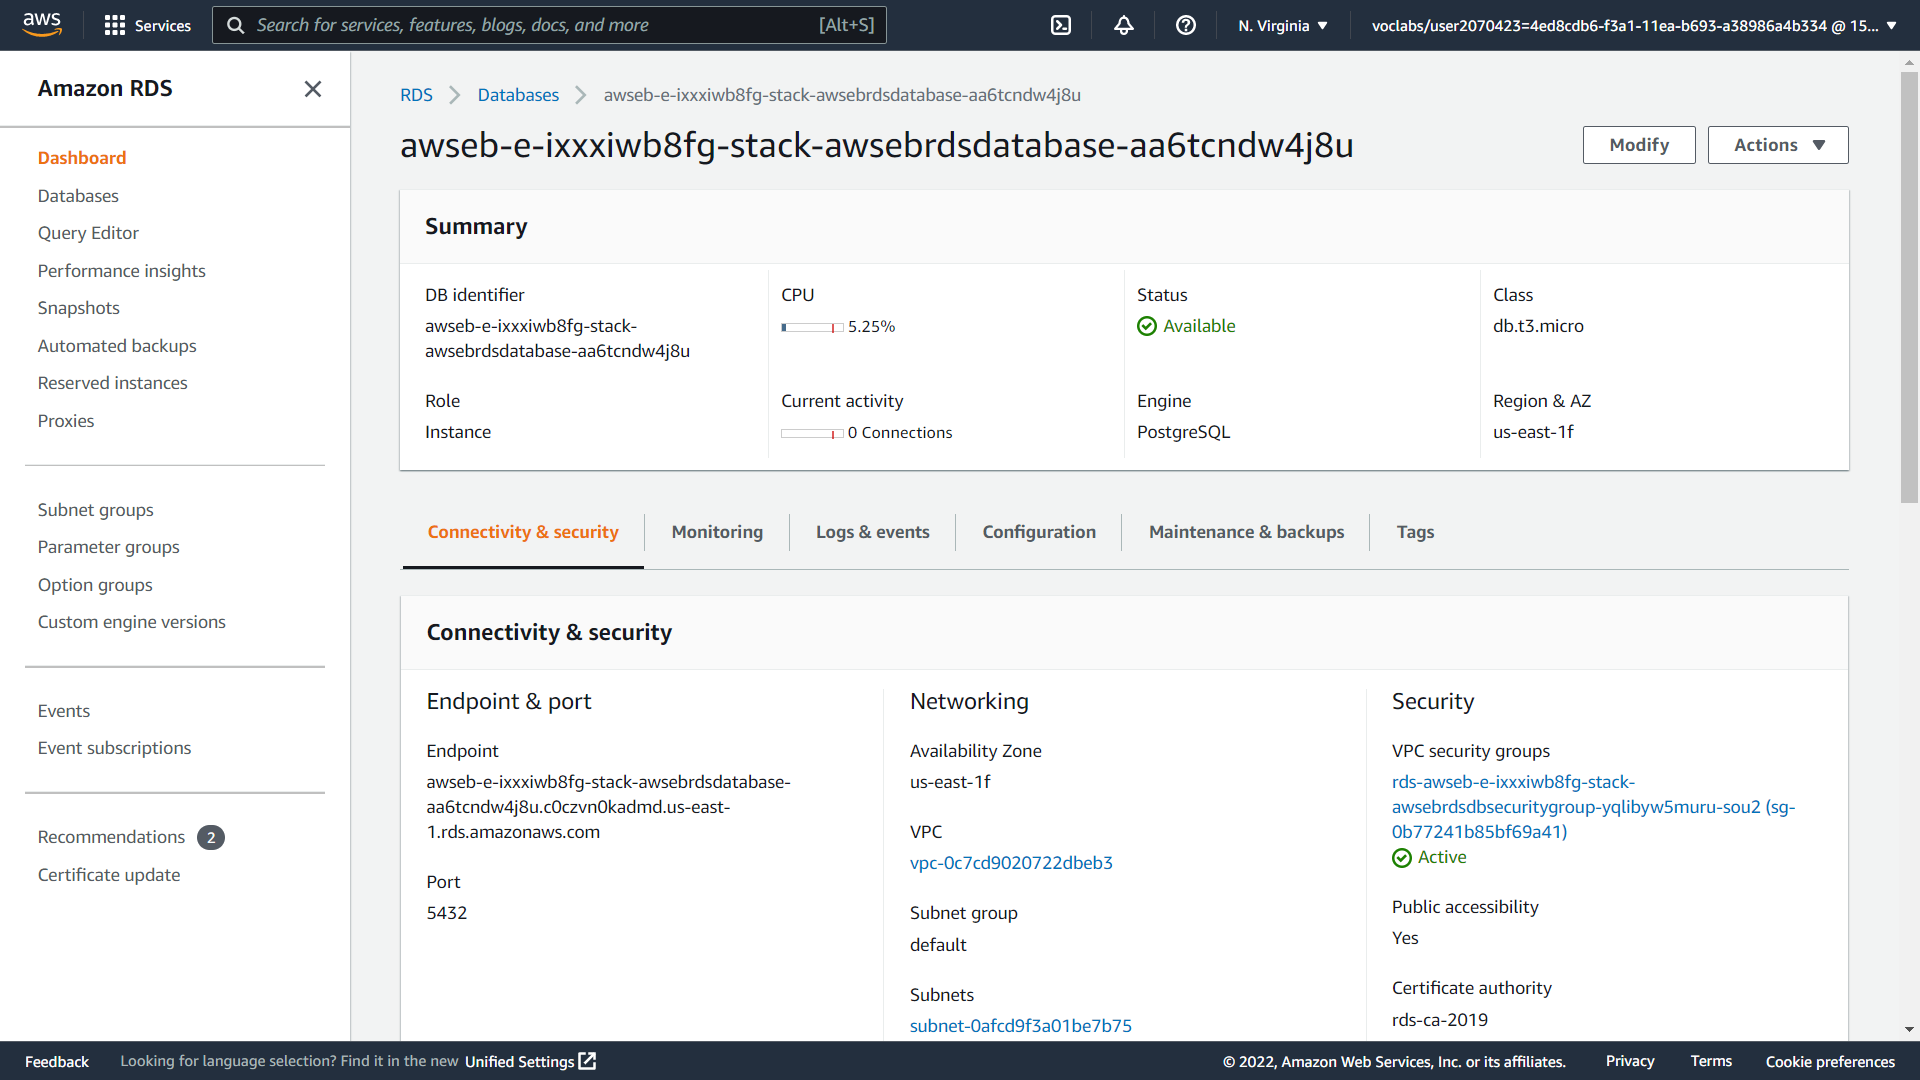 aws
Services
Search for services, features, blogs, docs, and more
[Alt+S]
N. Virginia
voclabs/user2070423=4ed8cdb6-f3a1-11ea-b693-a38986a4b334 @ 15...
Amazon RDS
Dashboard
Databases
Query Editor
Performance insights
Snapshots
Automated backups
Reserved instances
Proxies
Subnet groups
Parameter groups
Option groups
Custom engine versions
Events
Event subscriptions
Recommendations 2
Certificate update
RDS
Databases
awseb-e-ixxxiwb8fg-stack-awsebrdsdatabase-aa6tcndw4j8u
awseb-e-ixxxiwb8fg-stack-awsebrdsdatabase-aa6tcndw4j8u
Modify
Actions
Summary
DB identifier
awseb-e-ixxxiwb8fg-stack-
awsebrdsdatabase-aa6tcndw4j8u
CPU
5.25%
Status
Available
Class
db.t3.micro
Role
Instance
Current activity
0 Connections
Engine
PostgreSQL
Region & AZ
us-east-1f
Connectivity & security
Monitoring
Logs & events
Configuration
Maintenance & backups
Tags
Connectivity & security
Endpoint & port
Endpoint
awseb-e-ixxxiwb8fg-stack-awsebrdsdatabase-
aa6tcndw4j8u.c0czvn0kadmd.us-east-
1.rds.amazonaws.com
Port
5432
Networking
Availability Zone
us-east-1f
VPC
vpc-0c7cd9020722dbeb3
Subnet group
default
Subnets
subnet-0afcd9f3a01be7b75
Security
VPC security groups
rds-awseb-e-ixxxiwb8fg-stack-
awsebrdsdbsecuritygroup-yqlibyw5muru-sou2 (sg-
0b77241b85bf69a41)
Active
Public accessibility
Yes
Certificate authority
rds-ca-2019
Feedback
Looking for language selection? Find it in the new Unified Settings
© 2022, Amazon Web Services, Inc. or its affiliates.
Privacy
Terms
Cookie preferences